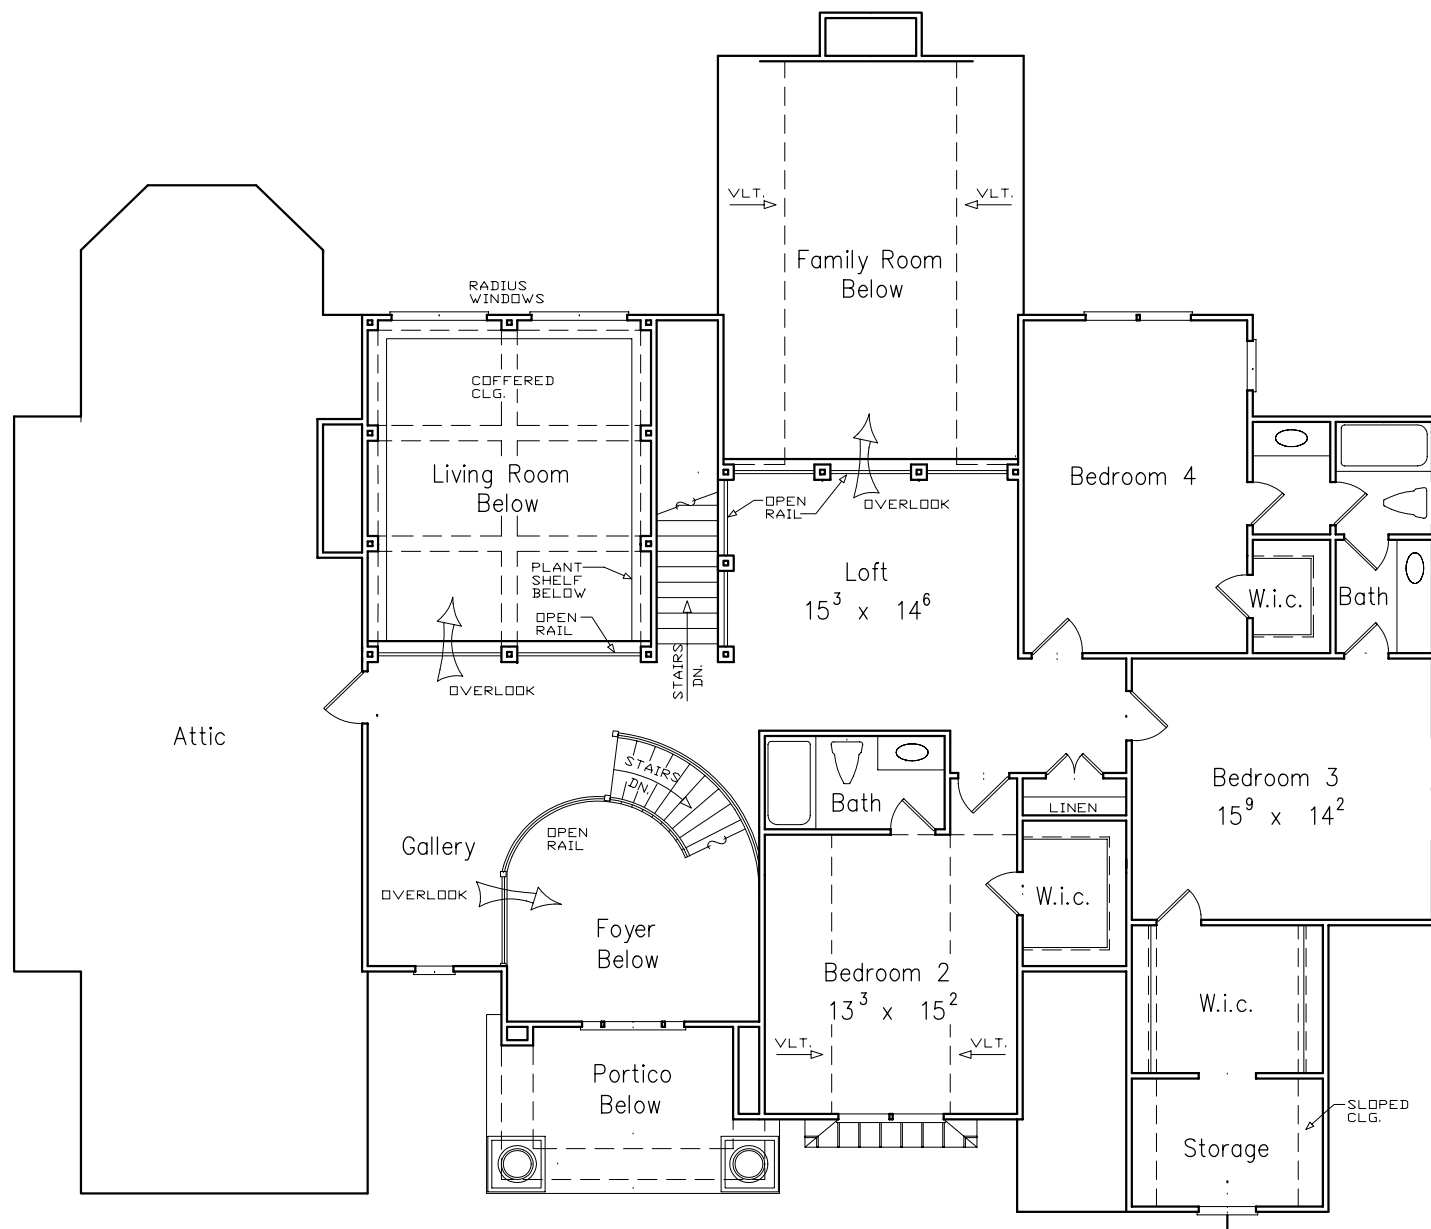 VLT.
VLT.
Family Room
Below
RADIUS
WINDOWS
COFFERED
CLG.
Living Room
Below
Bedroom 4
OPEN
RAIL
OVERLOOK
PLANT
SHELF
BELOW
OPEN
RAIL
Loft
15³ x 14⁶
W.i.c.
Bath
STAIRS
DN.
OVERLOOK
Attic
STAIRS
DN.
Bath
LINEN
Bedroom 3
15⁹ x 14²
OPEN
RAIL
Gallery
OVERLOOK
W.i.c.
Foyer
Below
Bedroom 2
13³ x 15²
VLT.
VLT.
W.i.c.
Portico
Below
SLOPED
CLG.
Storage